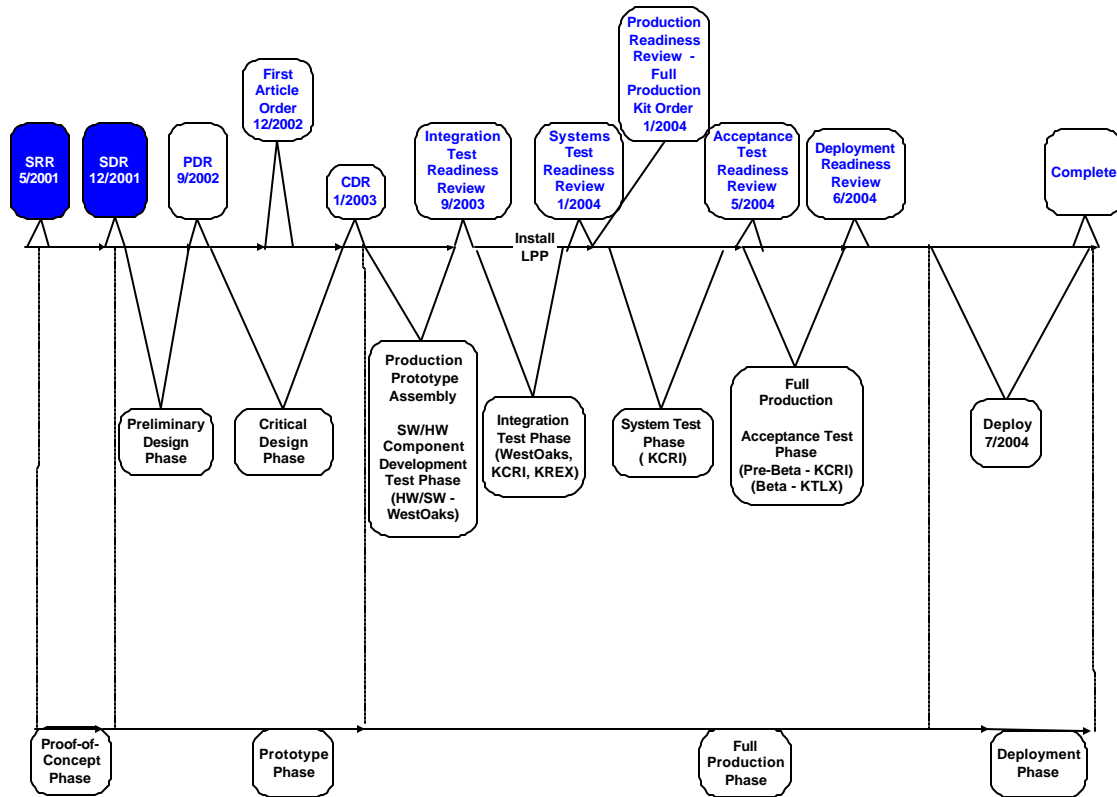 Production
Readiness
Review -
Full
Production
Kit Order
1/2004
First
Article
Order
12/2002
SRR
5/2001
SDR
12/2001
PDR
9/2002
CDR
1/2003
Integration
Test
Readiness
Review
9/2003
Systems
Test
Readiness
Review
1/2004
Acceptance
Test
Readiness
Review
5/2004
Deployment
Readiness
Review
6/2004
Complete
Install
LPP
Preliminary
Design
Phase
Critical
Design
Phase
Production
Prototype
Assembly
SW/HW
Component
Development
Test Phase
(HW/SW -
WestOaks)
Integration
Test Phase
(WestOaks,
KCRI, KREX)
System Test
Phase
( KCRI)
Full
Production
Acceptance Test
Phase
(Pre-Beta - KCRI)
(Beta - KTLX)
Deploy
7/2004
Proof-of-
Concept
Phase
Prototype
Phase
Full
Production
Phase
Deployment
Phase